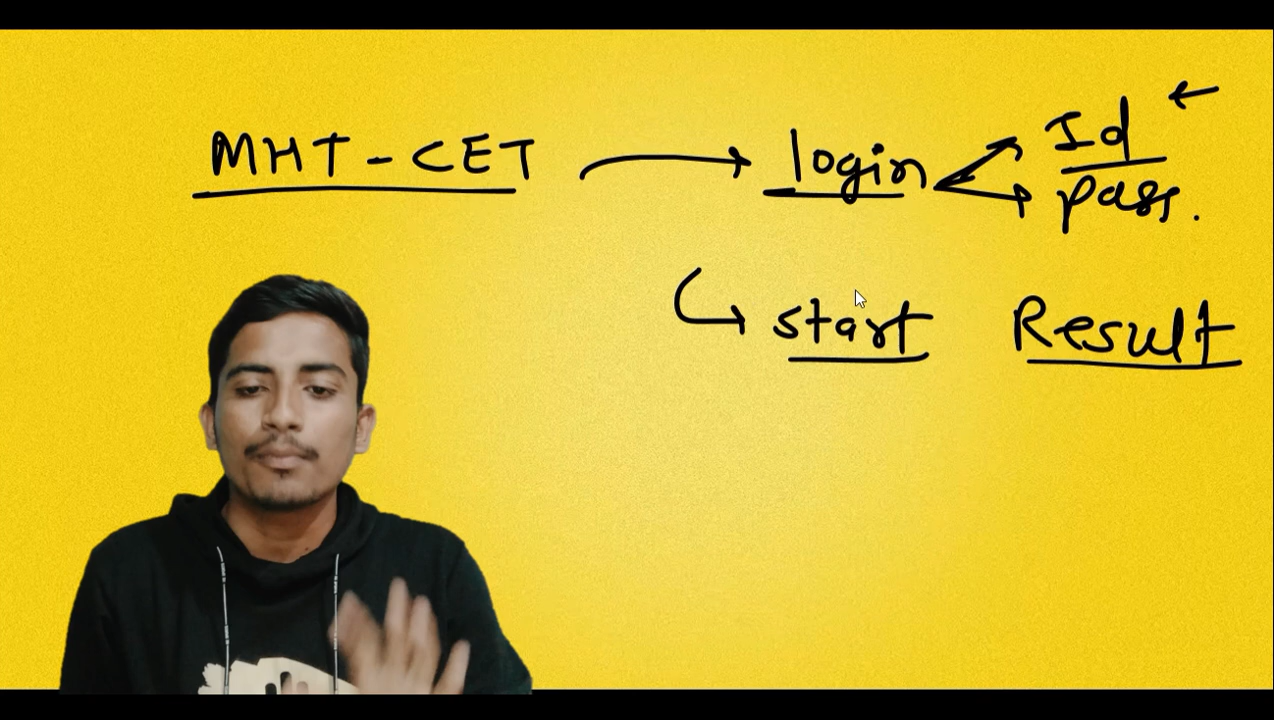 MHT-CET → login Id ←
pass.
↳ start Result